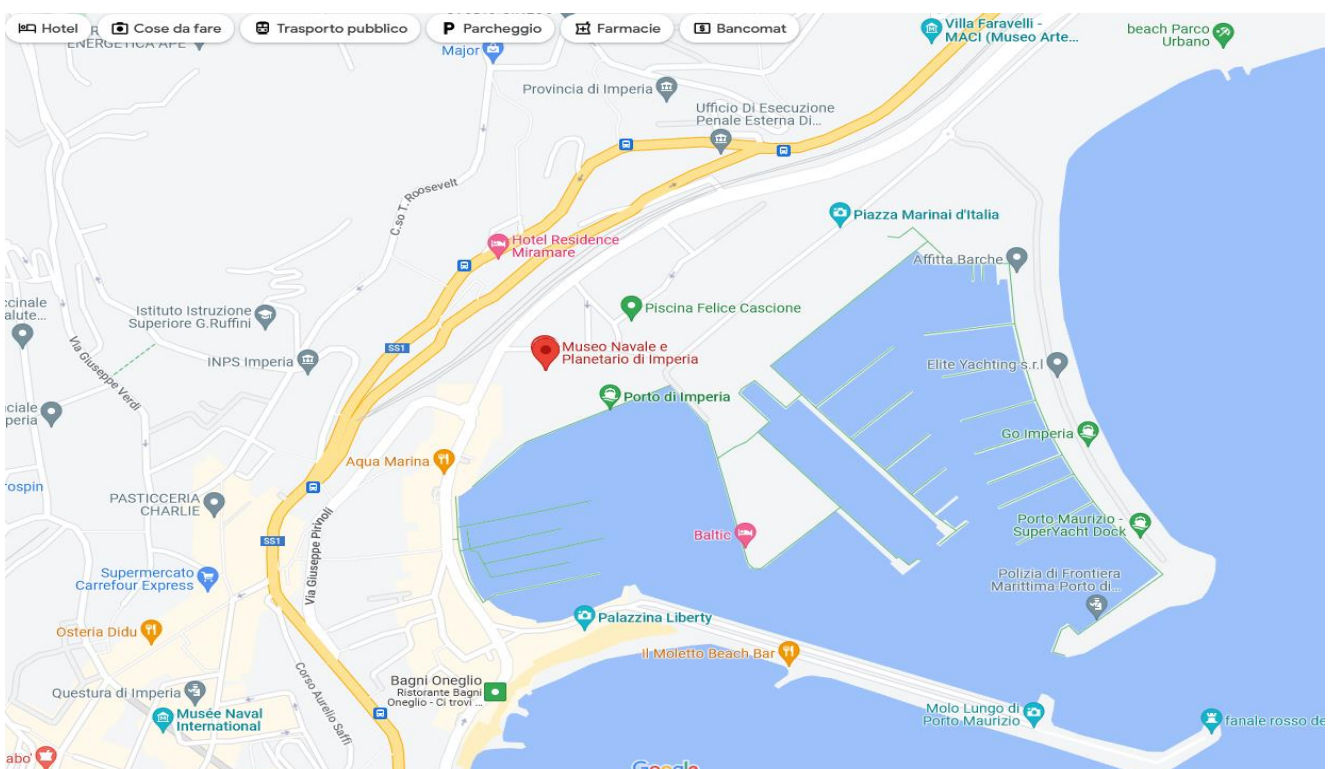 Hotel
Cose da fare
Trasporto pubblico
P Parcheggio
Farmacie
Bancomat
ENERGETICA APE
Major
Villa Faravelli -
MACI (Museo Arte...
beach Parco
Urbano
Provincia di Imperia
Ufficio Di Esecuzione
Penale Esterna Di...
C.so T. Roosevelt
Piazza Marinai d'Italia
Hotel Residence
Miramare
Affitta Barche
Istituto Istruzione
Superiore G.Ruffini
Piscina Felice Cascione
Via Giuseppe Verdi
SS1
INPS Imperia
Museo Navale e
Planetario di Imperia
Elite Yachting s.r.l
Porto di Imperia
Go Imperia
Aqua Marina
PASTICCERIA
CHARLIE
Via Giuseppe Pirinoli
Porto Maurizio -
SuperYacht Dock
Baltic
SS1
Supermercato
Carrefour Express
Polizia di Frontiera
Marittima-Porto di...
Palazzina Liberty
Osteria Didu
Il Moletto Beach Bar
Corso Aurelio Saffi
Bagni Oneglio
Ristorante Bagni
Oneglio - Ci trovi ...
Questura di Imperia
Musée Naval
International
Molo Lungo di
Porto Maurizio
fanale rosso de
Google